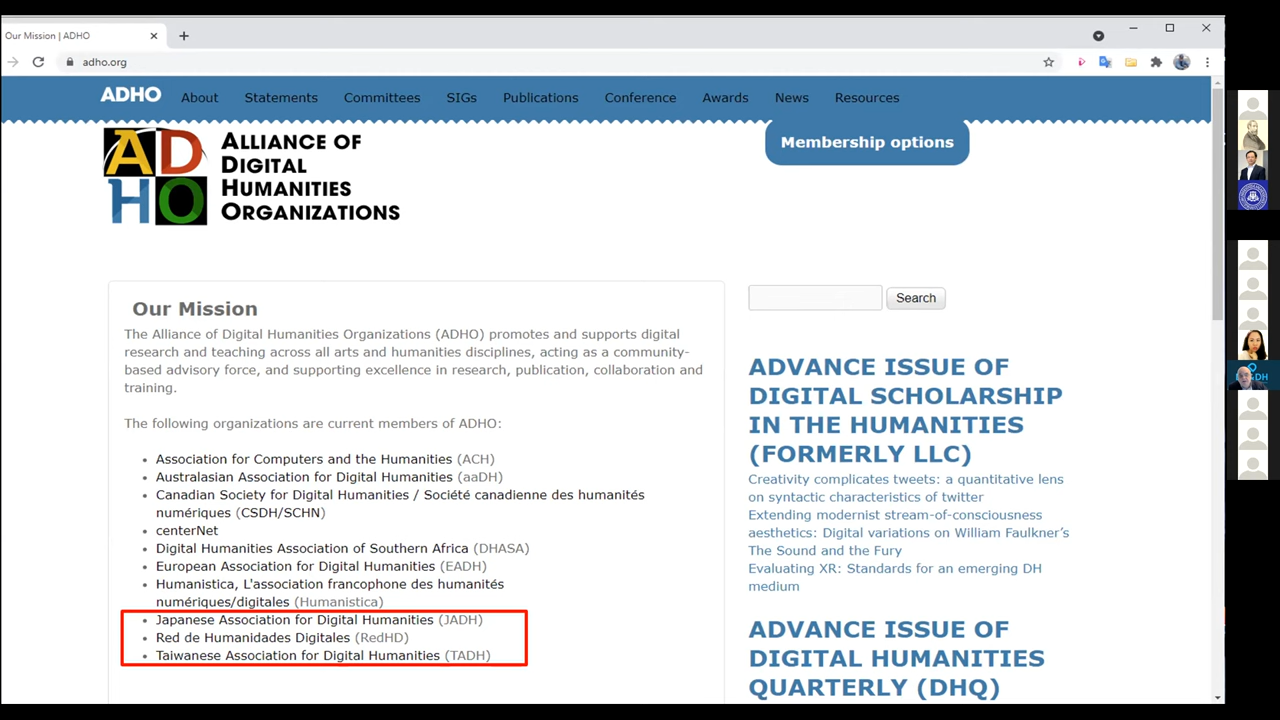 Our Mission | ADHO
adho.org
ADHO About Statements Committees SIGs Publications Conference Awards News Resources
Membership options
AD
HO
ALLIANCE OF
DIGITAL
HUMANITIES
ORGANIZATIONS
Our Mission
The Alliance of Digital Humanities Organizations (ADHO) promotes and supports digital
research and teaching across all arts and humanities disciplines, acting as a community-
based advisory force, and supporting excellence in research, publication, collaboration and
training.
The following organizations are current members of ADHO:
Association for Computers and the Humanities (ACH)
Australasian Association for Digital Humanities (aaDH)
Canadian Society for Digital Humanities / Société canadienne des humanités
numériques (CSDH/SCHN)
centerNet
Digital Humanities Association of Southern Africa (DHASA)
European Association for Digital Humanities (EADH)
Humanistica, L'association francophone des humanités
numériques/digitales (Humanistica)
Japanese Association for Digital Humanities (JADH)
Red de Humanidades Digitales (RedHD)
Taiwanese Association for Digital Humanities (TADH)
Search
ADVANCE ISSUE OF
DIGITAL SCHOLARSHIP
IN THE HUMANITIES
(FORMERLY LLC)
Creativity complicates tweets: a quantitative lens
on syntactic characteristics of twitter
Extending modernist stream-of-consciousness
aesthetics: Digital variations on William Faulkner's
The Sound and the Fury
Evaluating XR: Standards for an emerging DH
medium
ADVANCE ISSUE OF
DIGITAL HUMANITIES
QUARTERLY (DHQ)